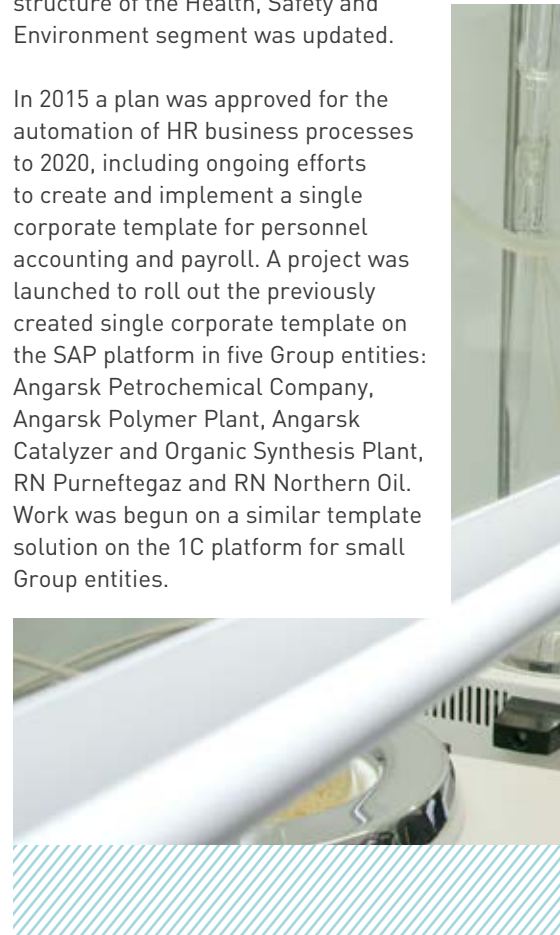 structure of the Health, Safety and
Environment segment was updated.
In 2015 a plan was approved for the
automation of HR business processes
to 2020, including ongoing efforts
to create and implement a single
corporate template for personnel
accounting and payroll. A project was
launched to roll out the previously
created single corporate template on
the SAP platform in five Group entities:
Angarsk Petrochemical Company,
Angarsk Polymer Plant, Angarsk
Catalyzer and Organic Synthesis Plant,
RN Purneftegaz and RN Northern Oil.
Work was begun on a similar template
solution on the 1C platform for small
Group entities.